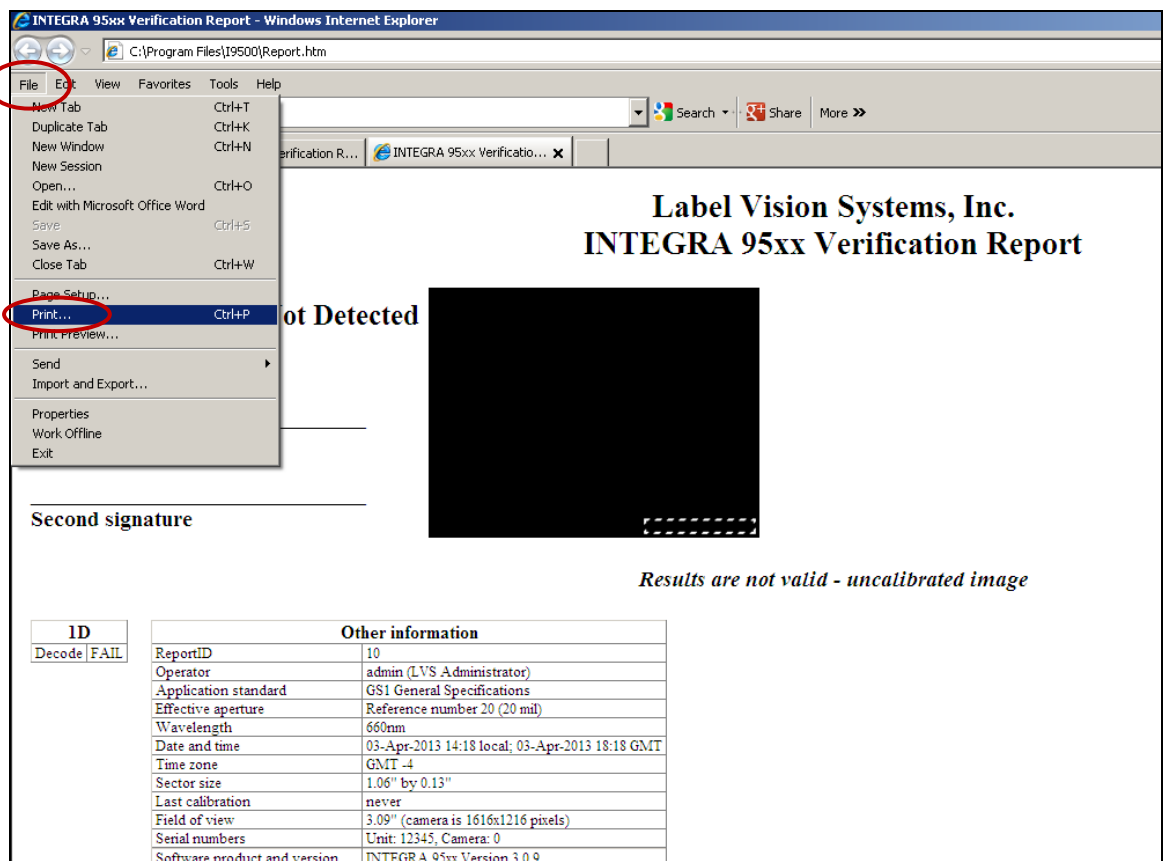 INTEGRA 95xx Verification Report - Windows Internet Explorer
C:\Program Files\I9500\Report.htm
File Edit View Favorites Tools Help
Search Share More »
erification R... INTEGRA 95xx Verificatio... x
New Tab Ctrl+T
Duplicate Tab Ctrl+K
New Window Ctrl+N
New Session
Open... Ctrl+O
Edit with Microsoft Office Word
Save Ctrl+S
Save As...
Close Tab Ctrl+W
Page Setup...
Print... Ctrl+P
Print Preview...
Send
Import and Export...
Properties
Work Offline
Exit
Label Vision Systems, Inc.
INTEGRA 95xx Verification Report
ot Detected
Second signature
Results are not valid - uncalibrated image
1D
Decode FAIL
Other information
ReportID 10
Operator admin (LVS Administrator)
Application standard GS1 General Specifications
Effective aperture Reference number 20 (20 mil)
Wavelength 660nm
Date and time 03-Apr-2013 14:18 local; 03-Apr-2013 18:18 GMT
Time zone GMT -4
Sector size 1.06" by 0.13"
Last calibration never
Field of view 3.09" (camera is 1616x1216 pixels)
Serial numbers Unit: 12345, Camera: 0
Software product and version INTEGRA 95xx Version 3.0.9